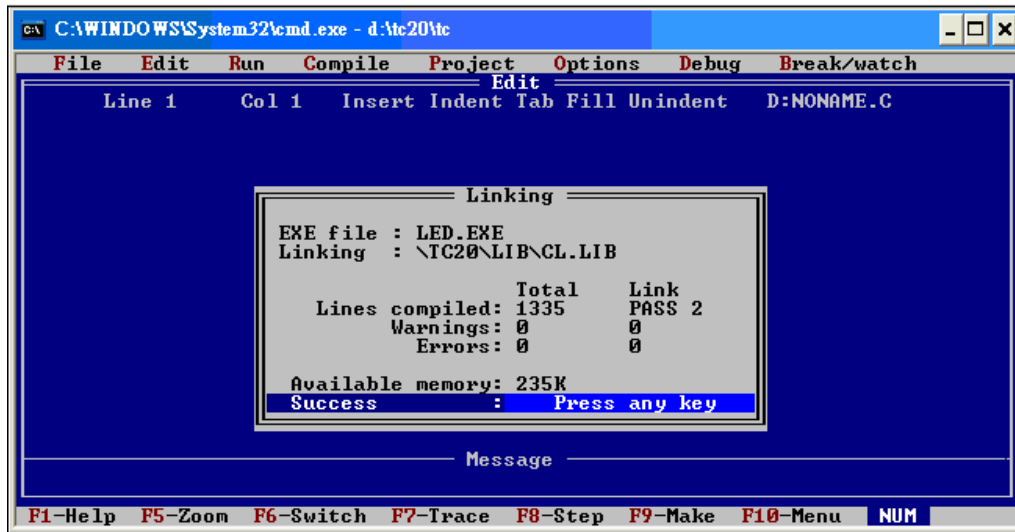 C:\WINDOWS\System32\cmd.exe - d:\tc20\tc
File Edit Run Compile Project Options Debug Break/watch
Edit
Line 1 Col 1 Insert Indent Tab Fill Unindent D:NONAME.C
Linking
EXE file : LED.EXE
Linking : \TC20\LIB\CL.LIB
Total Link
Lines compiled: 1335 PASS 2
Warnings: 0 0
Errors: 0 0
Available memory: 235K
Success : Press any key
Message
F1-Help F5-Zoom F6-Switch F7-Trace F8-Step F9-Make F10-Menu NUM